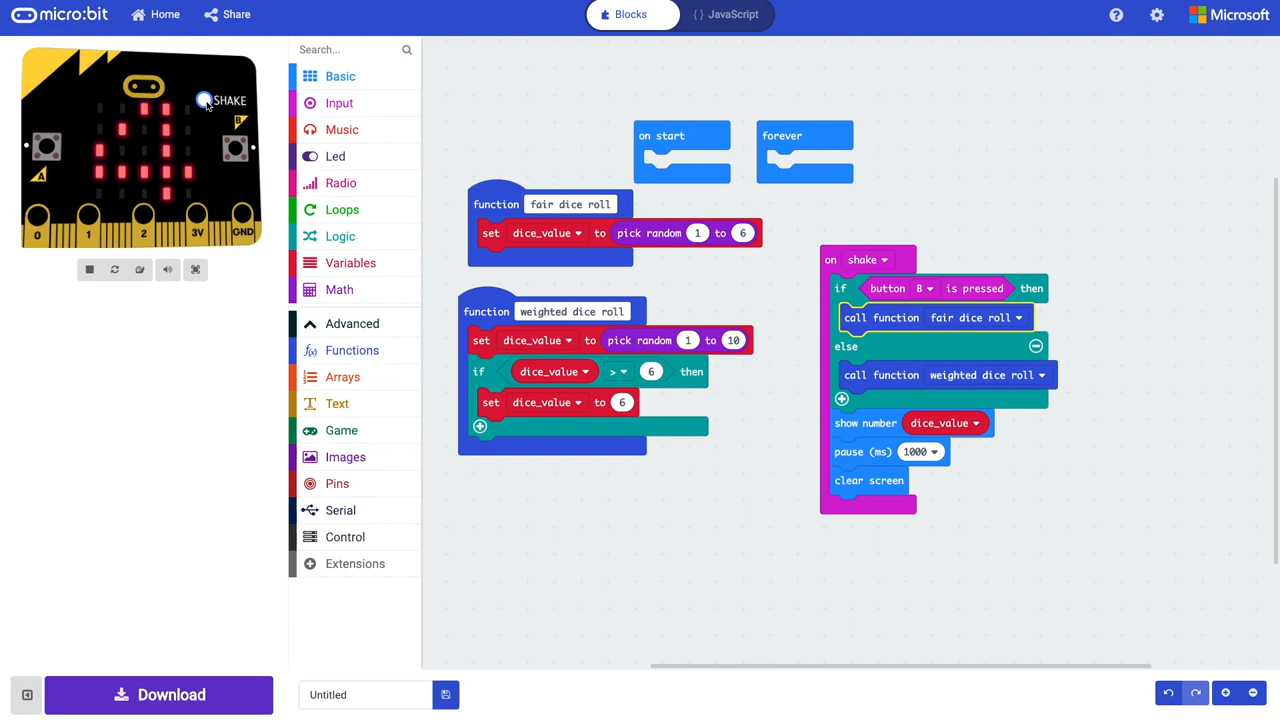 micro:bit
Home
Share
Blocks
{ } JavaScript
?
Microsoft
SHAKE
B
A
0 1 2 3V GND
Search...
Basic
Input
Music
Led
Radio
Loops
Logic
Variables
Math
Advanced
Functions
Arrays
Text
Game
Images
Pins
Serial
Control
Extensions
on start
forever
function fair dice roll
set dice_value to pick random 1 to 6
function weighted dice roll
set dice_value to pick random 1 to 10
if dice_value > 6 then
set dice_value to 6
on shake
if button B is pressed then
call function fair dice roll
else
call function weighted dice roll
show number dice_value
pause (ms) 1000
clear screen
Download
Untitled